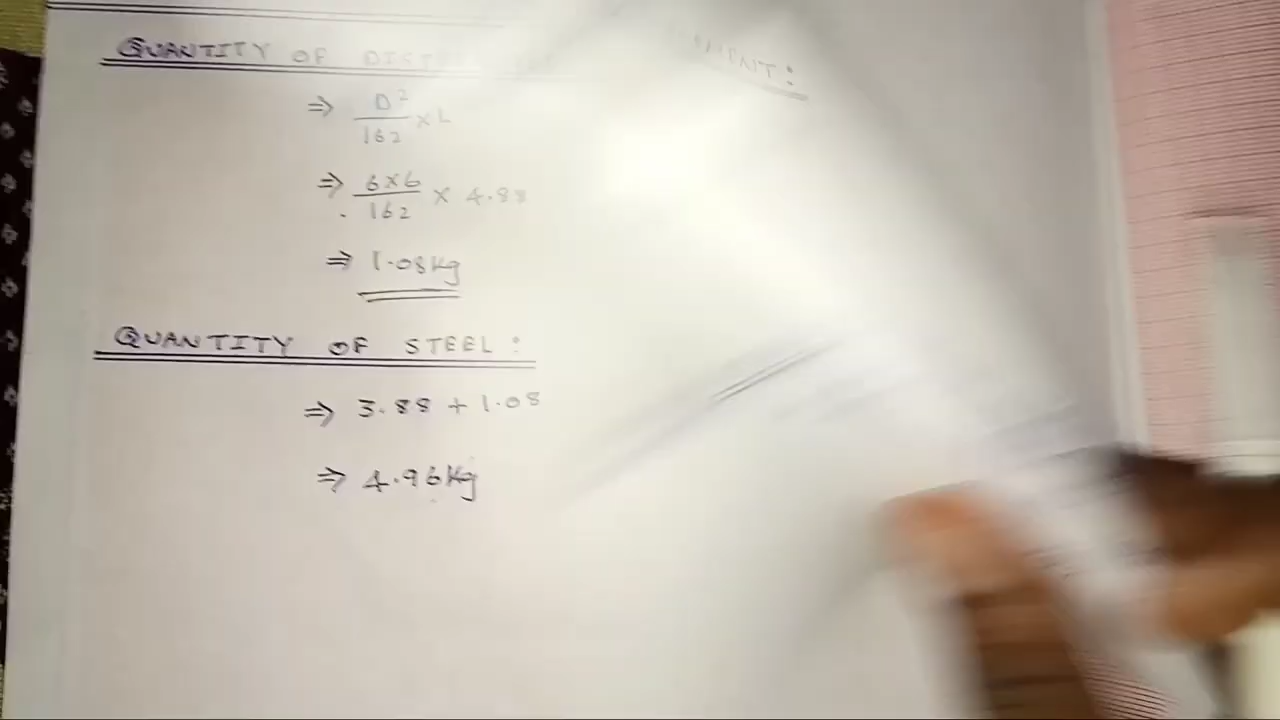 QUANTITY OF
⇒ D²/162 × L
⇒ 6×6/162 × 4.88
⇒ 1.08Kg
QUANTITY OF STEEL :
⇒ 3.88 + 1.08
⇒ 4.96Kg